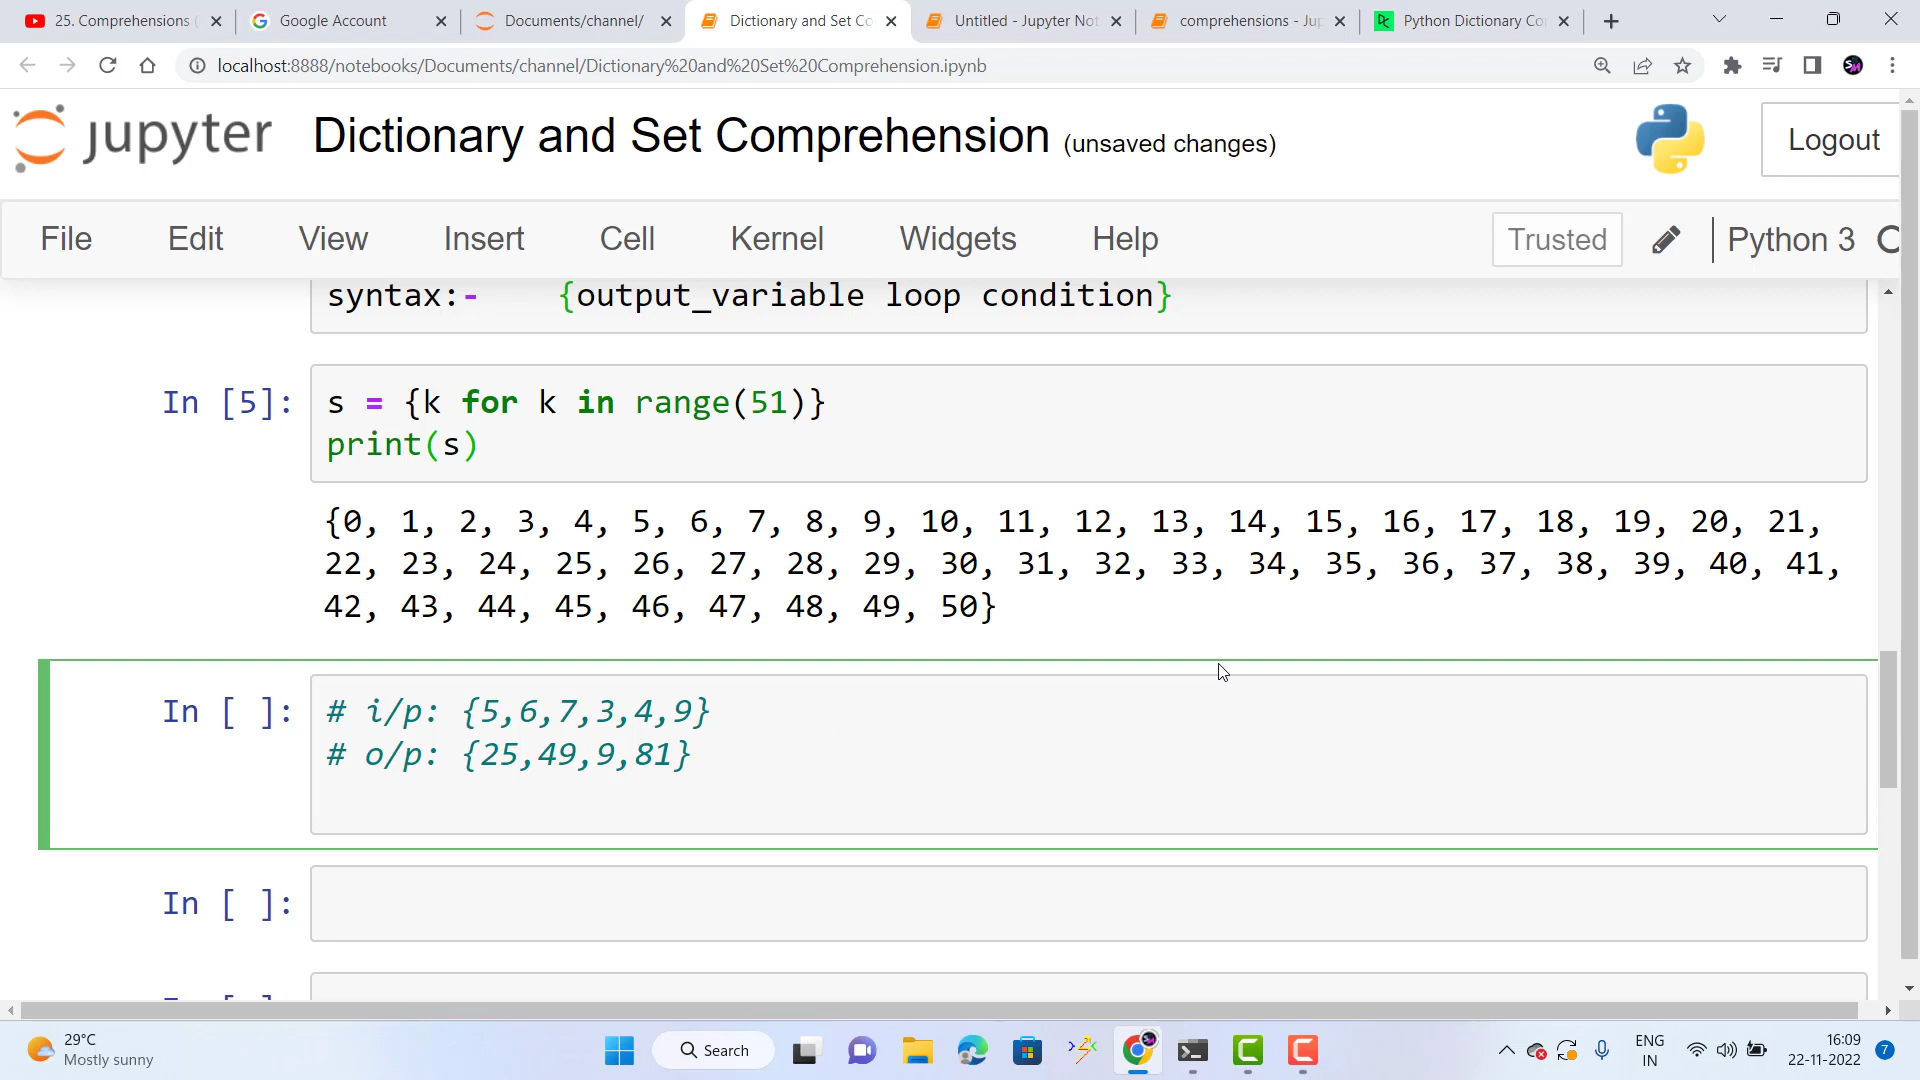 25. Comprehensions (
Google Account
Documents/channel/
Dictionary and Set Co
Untitled - Jupyter Not
comprehensions - Jup
Python Dictionary Co
localhost:8888/notebooks/Documents/channel/Dictionary%20and%20Set%20Comprehension.ipynb
jupyter
Dictionary and Set Comprehension (unsaved changes)
Logout
File Edit View Insert Cell Kernel Widgets Help
Trusted
Python 3
syntax:- {output_variable loop condition}
In [5]:
s = {k for k in range(51)}
print(s)
{0, 1, 2, 3, 4, 5, 6, 7, 8, 9, 10, 11, 12, 13, 14, 15, 16, 17, 18, 19, 20, 21,
22, 23, 24, 25, 26, 27, 28, 29, 30, 31, 32, 33, 34, 35, 36, 37, 38, 39, 40, 41,
42, 43, 44, 45, 46, 47, 48, 49, 50}
In [ ]:
# i/p: {5,6,7,3,4,9}
# o/p: {25,49,9,81}
In [ ]:
29°C
Mostly sunny
Search
ENG
IN
16:09
22-11-2022
7